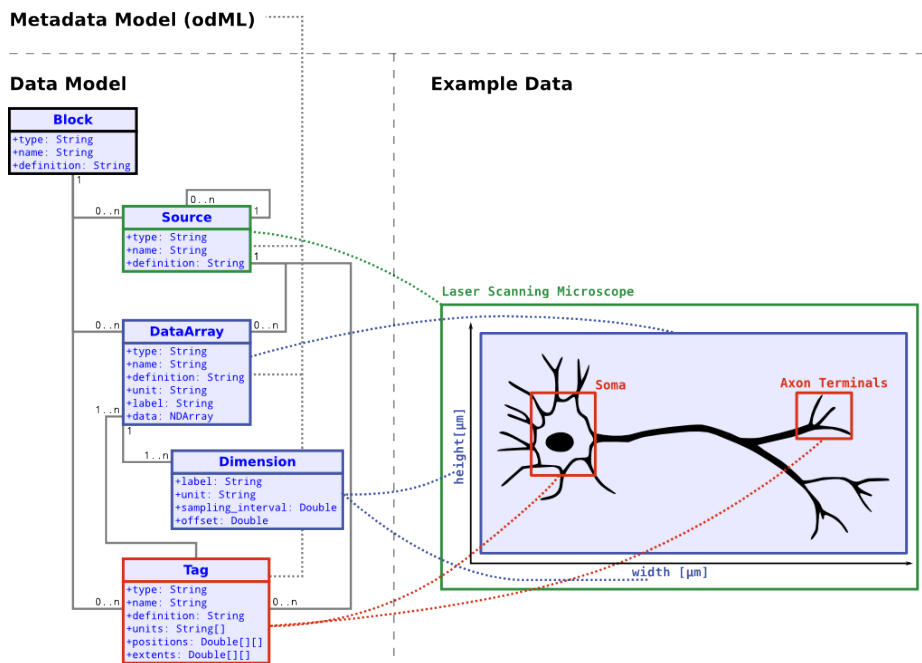 Metadata Model (odML)
Data Model
Example Data
Block
+type: String
+name: String
+definition: String
1
0..n
0..n
1
Source
+type: String
+name: String
+definition: String
1
0..n
0..n
DataArray
+type: String
+name: String
+definition: String
+unit: String
+label: String
+data: NDArray
1..n
1
1..n
Dimension
+label: String
+unit: String
+sampling_interval: Double
+offset: Double
Tag
0..n
0..n
+type: String
+name: String
+definition: String
+units: String[]
+positions: Double[][]
+extents: Double[][]
Laser Scanning Microscope
Soma
Axon Terminals
height[µm]
width [µm]